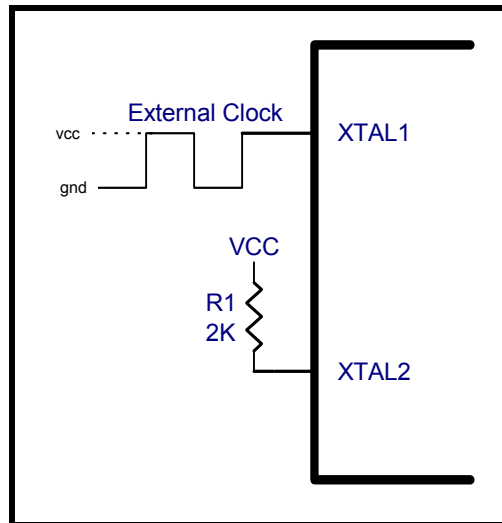 External Clock
vcc
XTAL1
gnd
VCC
R1
2K
XTAL2